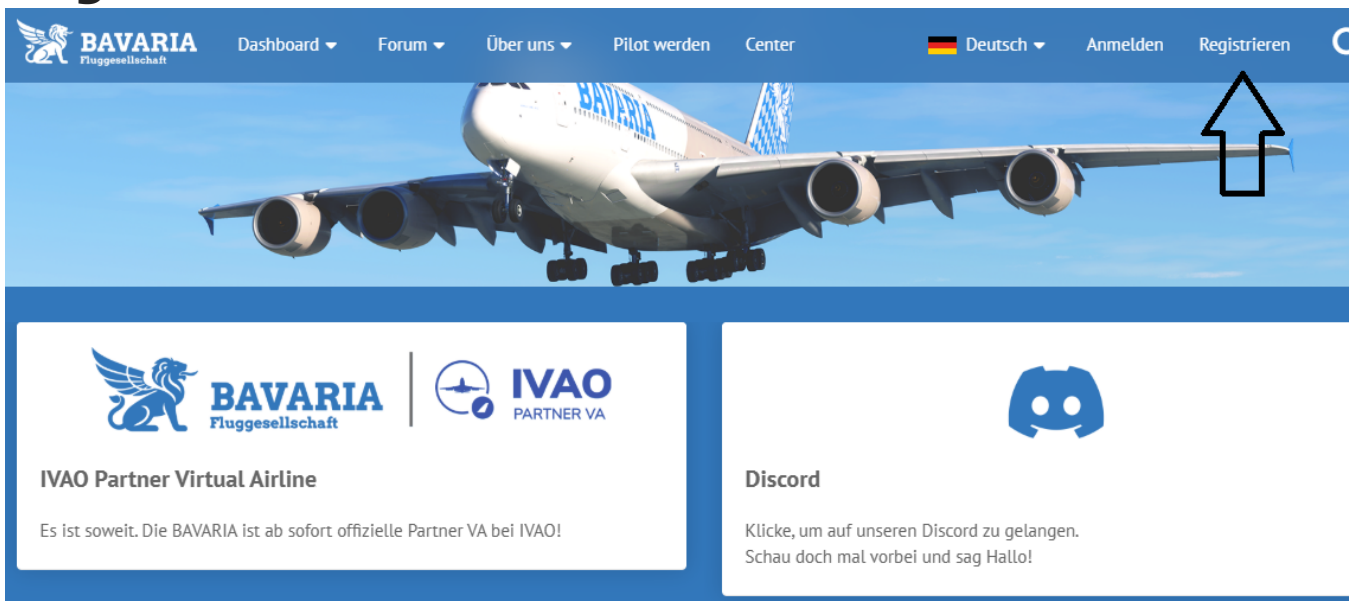 BAVARIA
Fluggesellschaft
Dashboard
Forum
Über uns
Pilot werden
Center
Deutsch
Anmelden
Registrieren
BAVARIA
BAVARIA
Fluggesellschaft
IVAO
PARTNER VA
IVAO Partner Virtual Airline
Es ist soweit. Die BAVARIA ist ab sofort offizielle Partner VA bei IVAO!
Discord
Klicke, um auf unseren Discord zu gelangen.
Schau doch mal vorbei und sag Hallo!